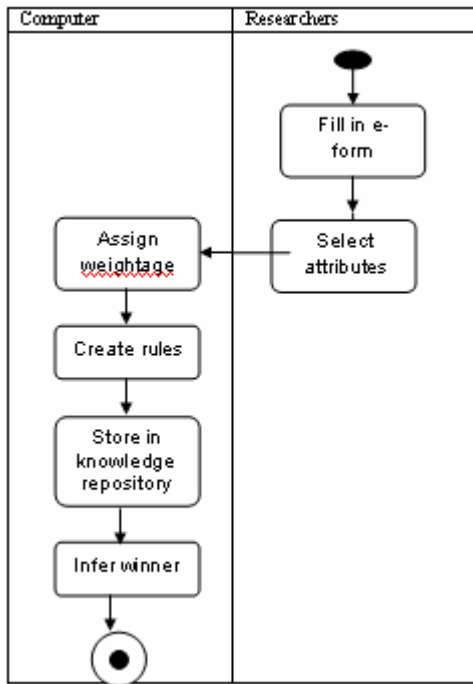 Computer
Researchers
Fill in e-
form
Select
attributes
Assign
weightage
Create rules
Store in
knowledge
repository
Infer winner